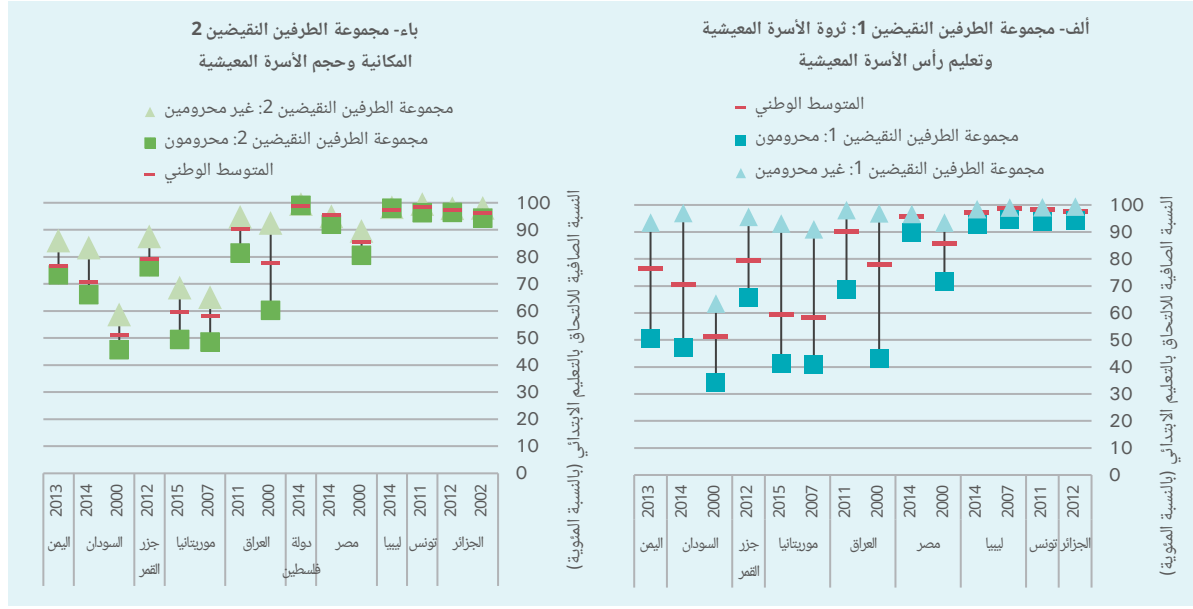 ألف- مجموعة الطرفين النقيضين 1: ثروة الأسرة المعيشية
وتعليم رأس الأسرة المعيشية
المتوسط الوطني
مجموعة الطرفين النقيضين 1: محرومون
مجموعة الطرفين النقيضين 1: غير محرومين
النسبة الصافية للالتحاق بالتعليم الابتدائي (بالنسبة المئوية)
100
90
80
70
60
50
40
30
20
10
0
2012 2011 2007 2014 2000 2014 2000 2011 2007 2015 2012 2000 2014 2013
الجزائر تونس ليبيا مصر العراق موريتانيا جزر السودان اليمن
القمر
باء- مجموعة الطرفين النقيضين 2
المكانية وحجم الأسرة المعيشية
مجموعة الطرفين النقيضين 2: غير محرومين
مجموعة الطرفين النقيضين 2: محرومون
المتوسط الوطني
النسبة الصافية للالتحاق بالتعليم الابتدائي (بالنسبة المئوية)
100
90
80
70
60
50
40
30
20
10
0
2002 2012 2011 2014 2000 2014 2014 2000 2011 2007 2015 2012 2000 2014 2013
الجزائر تونس ليبيا مصر دولة العراق موريتانيا جزر السودان اليمن
فلسطين القمر